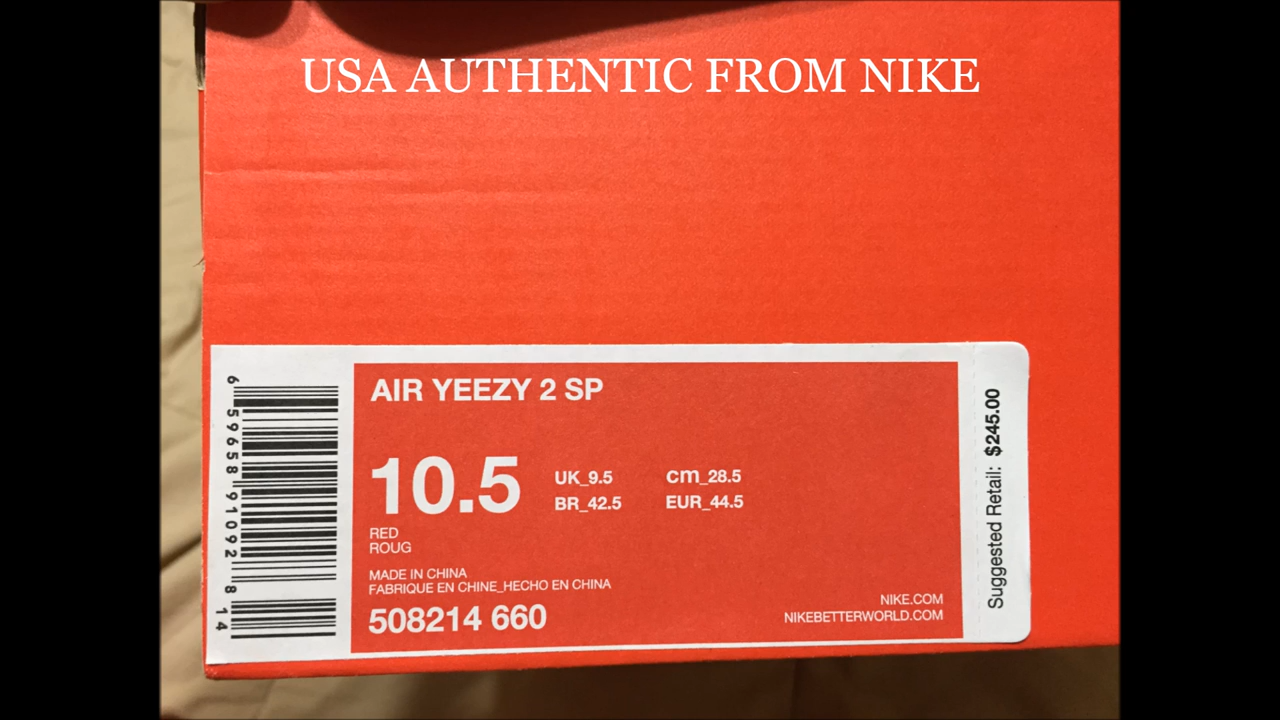 USA AUTHENTIC FROM NIKE
AIR YEEZY 2 SP
10.5
UK_9.5 cm_28.5
BR_42.5 EUR_44.5
RED
ROUG
MADE IN CHINA
FABRIQUE EN CHINE_HECHO EN CHINA
508214 660
NIKE.COM
NIKEBETTERWORLD.COM
6 59658 91092 8 14
Suggested Retail: $245.00